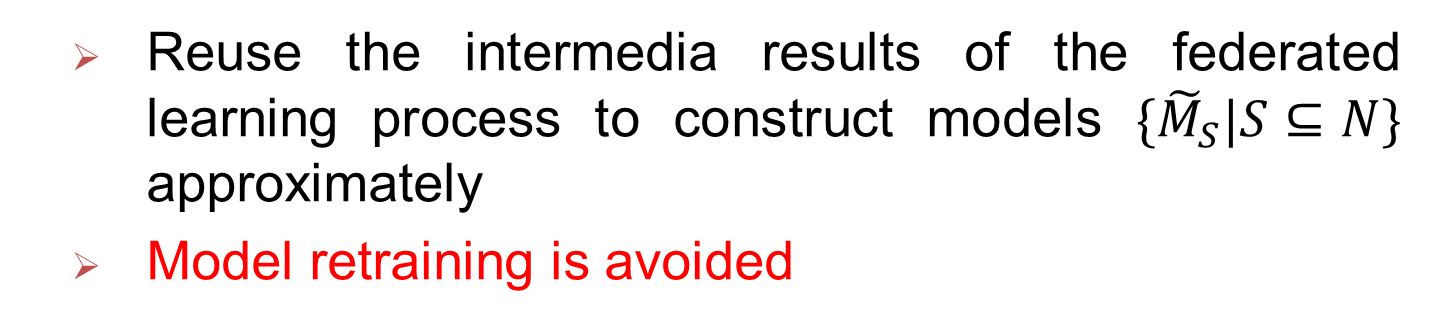 ➢ Reuse the intermedia results of the federated
learning process to construct models {M̃_S|S ⊆ N}
approximately
➢ Model retraining is avoided